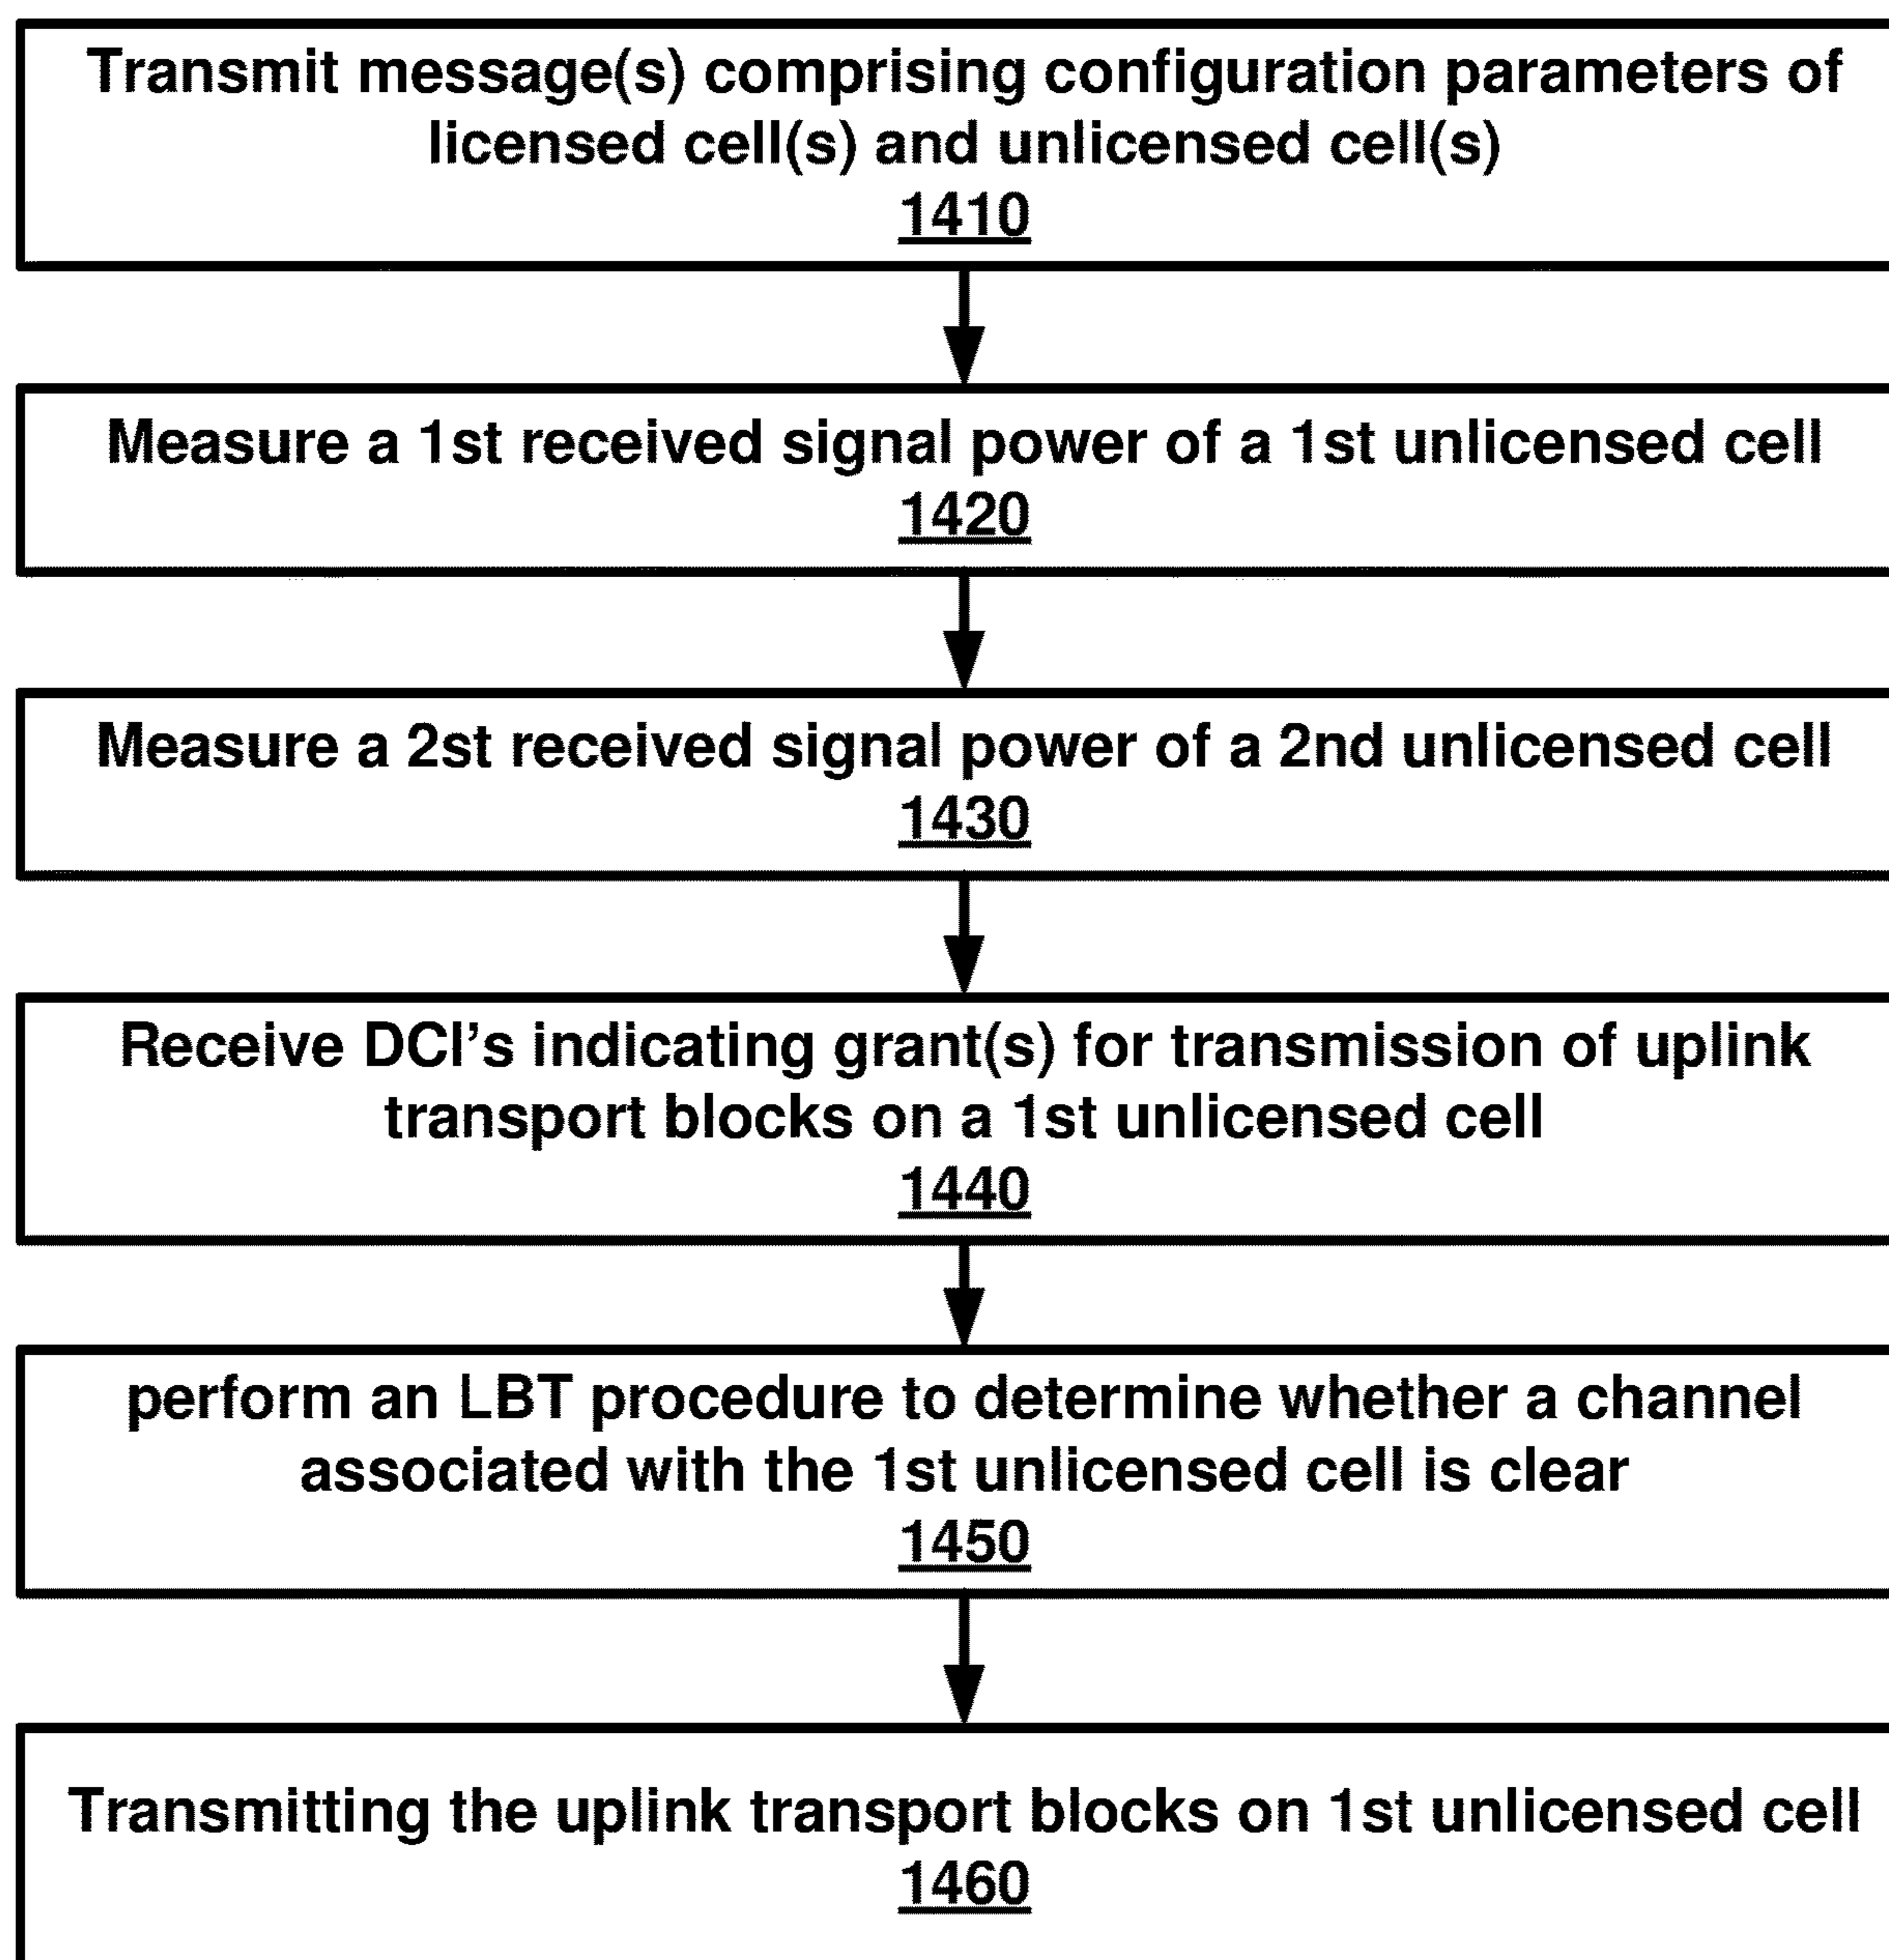 Transmit message(s) comprising configuration parameters of
licensed cell(s) and unlicensed cell(s)
1410
Measure a 1st received signal power of a 1st unlicensed cell
1420
Measure a 2st received signal power of a 2nd unlicensed cell
1430
Receive DCI's indicating grant(s) for transmission of uplink
transport blocks on a 1st unlicensed cell
1440
perform an LBT procedure to determine whether a channel
associated with the 1st unlicensed cell is clear
1450
Transmitting the uplink transport blocks on 1st unlicensed cell
1460